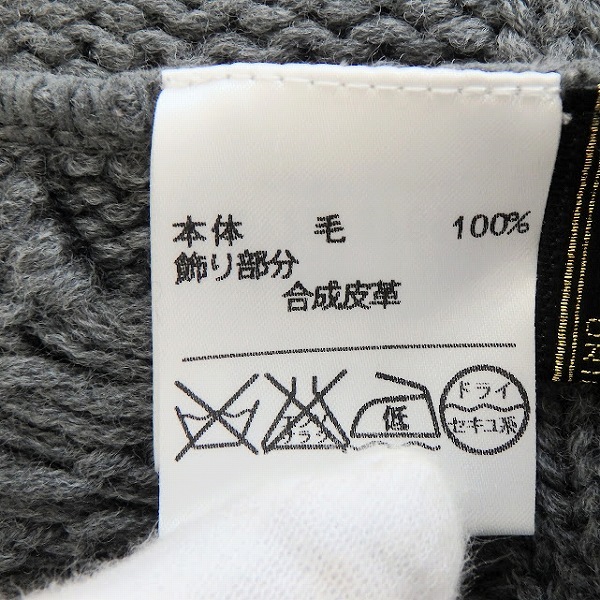 本体 毛 100%
飾り部分
合成皮革
低
ドライ
セキユ系